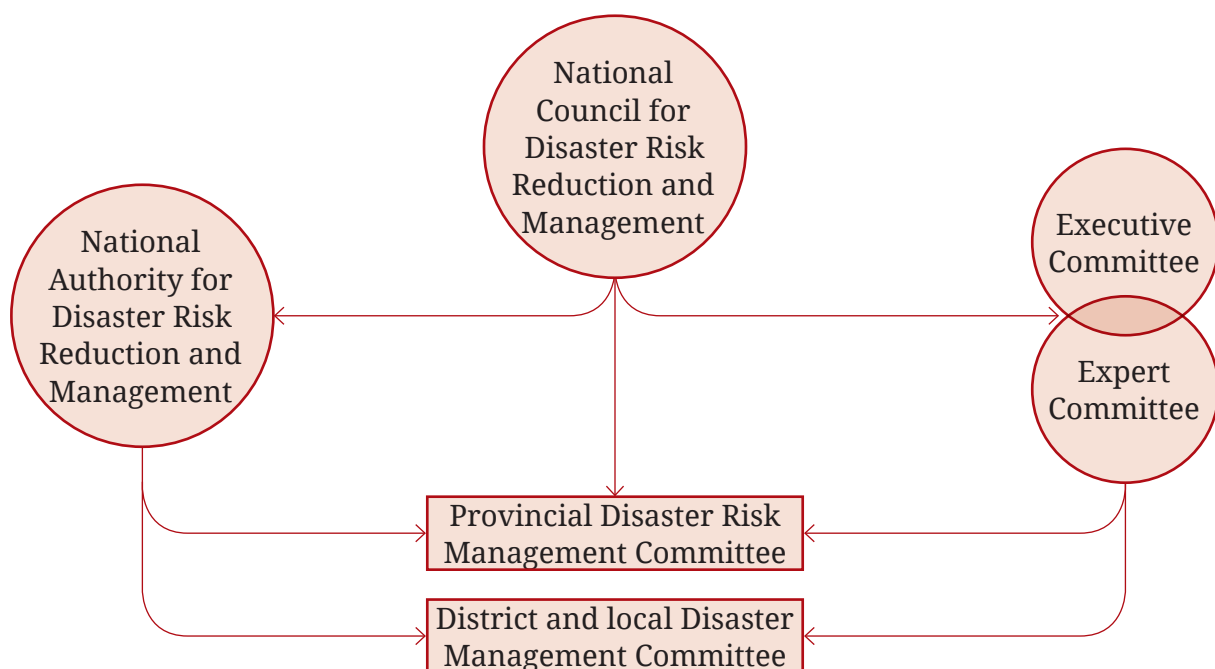 National
Council for
Disaster Risk
Reduction and
Management
National
Authority for
Disaster Risk
Reduction and
Management
Executive
Committee
Expert
Committee
Provincial Disaster Risk
Management Committee
District and local Disaster
Management Committee